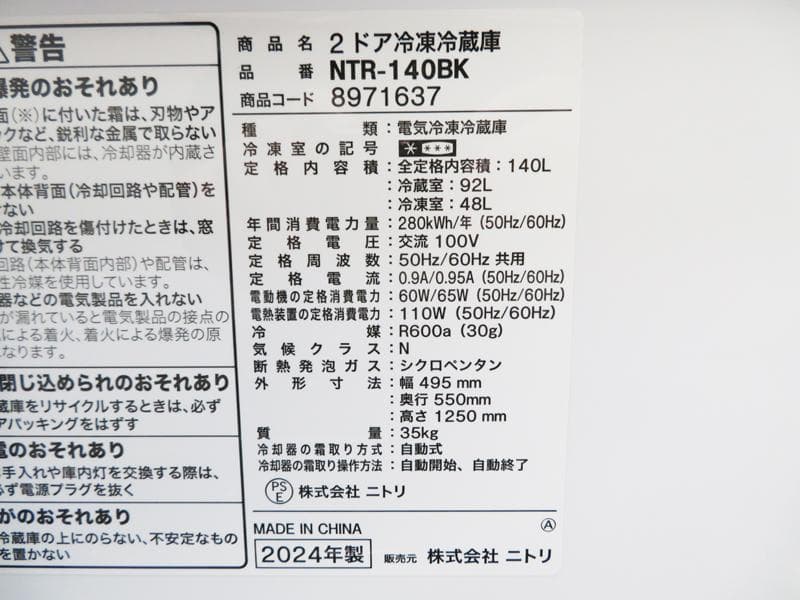 警告
爆発のおそれあり
面(※)に付いた霜は、刃物やア
ックなど、鋭利な金属で取らない
壁面内部には、冷却器が内蔵さ
います。
本体背面(冷却回路や配管)を
けない
冷却回路を傷付けたときは、窓
けて換気する
回路(本体背面内部)や配管は、
性冷媒を使用しています。
器などの電気製品を入れない
が漏れていると電気製品の接点の
による着火、着火による爆発の原
なります。
閉じ込められのおそれあり
蔵庫をリサイクルするときは、必ず
アパッキングをはずす
電のおそれあり
手入れや庫内灯を交換する際は、
必ず電源プラグを抜く
がのおそれあり
冷蔵庫の上にのらない、不安定なもの
を置かない
商品名 2ドア冷凍冷蔵庫
品番 NTR-140BK
商品コード 8971637
種類:電気冷凍冷蔵庫
冷凍室の記号
定格内容積:全定格内容積:140L
:冷蔵室:92L
:冷凍室:48L
年間消費電力量:280kWh/年 (50Hz/60Hz)
定格電圧:交流 100V
定格周波数:50Hz/60Hz 共用
定格電流:0.9A/0.95A (50Hz/60Hz)
電動機の定格消費電力:60W/65W (50Hz/60Hz)
電熱装置の定格消費電力:110W (50Hz/60Hz)
冷媒:R600a (30g)
気候クラス:N
断熱発泡ガス:シクロペンタン
外形寸法:幅 495 mm
:奥行 550mm
:高さ 1250 mm
質量:35kg
冷却器の霜取り方式:自動式
冷却器の霜取り操作方法:自動開始、自動終了
PSE 株式会社 ニトリ
MADE IN CHINA Ⓐ
2024年製 販売元 株式会社 ニトリ